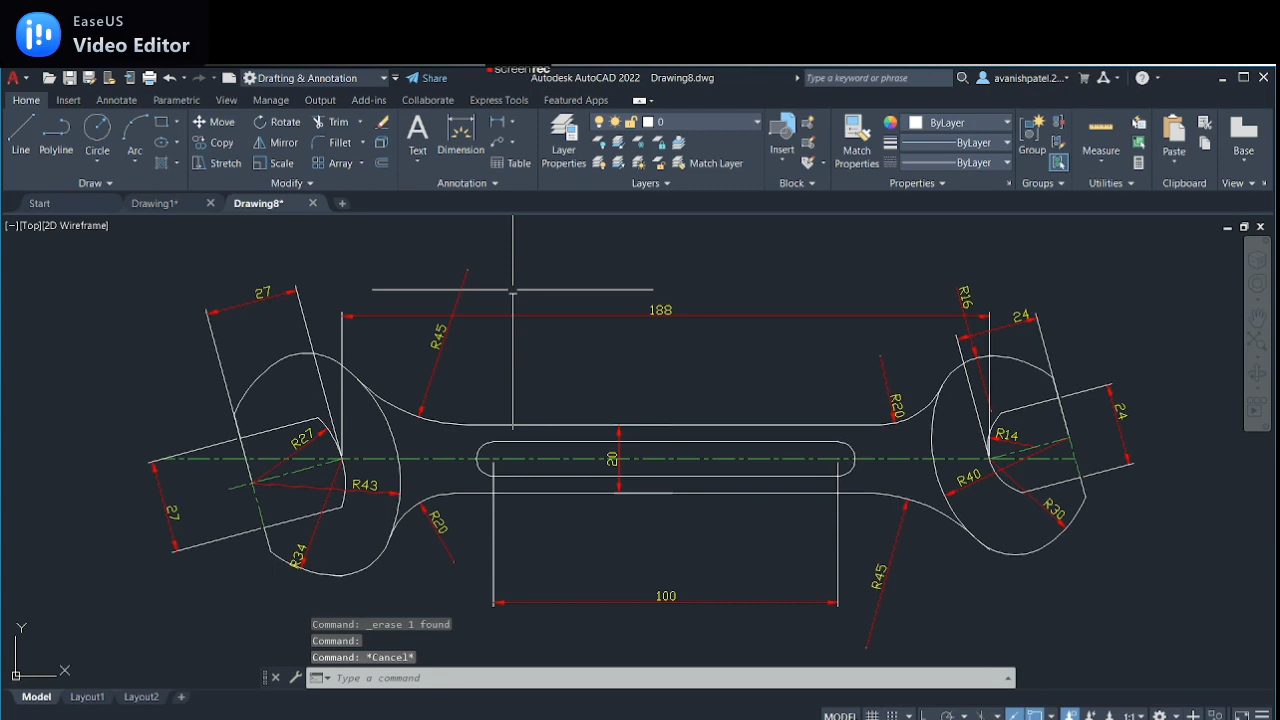 EaseUS
Video Editor
screenrec
Drafting & Annotation
Share
Autodesk AutoCAD 2022 Drawing8.dwg
Type a keyword or phrase
avanishpatel.2...
Home Insert Annotate Parametric View Manage Output Add-ins Collaborate Express Tools Featured Apps
Line Polyline Circle Arc
Move Rotate Trim
Copy Mirror Fillet
Stretch Scale Array
Text Dimension Table
Layer Properties
0
Match Layer
Insert
Match Properties
ByLayer
ByLayer
ByLayer
Group Measure Paste Base
Draw Modify Annotation Layers Block Properties Groups Utilities Clipboard View
Start Drawing1* Drawing8*
[−][Top][2D Wireframe]
27
R45
188
R16
24
R20
24
R27
R14
20
R43
R40
27
R20
R30
R34
R45
100
Y
X
Command: _erase 1 found
Command:
Command: *Cancel*
Type a command
Model Layout1 Layout2
MODEL
1:1